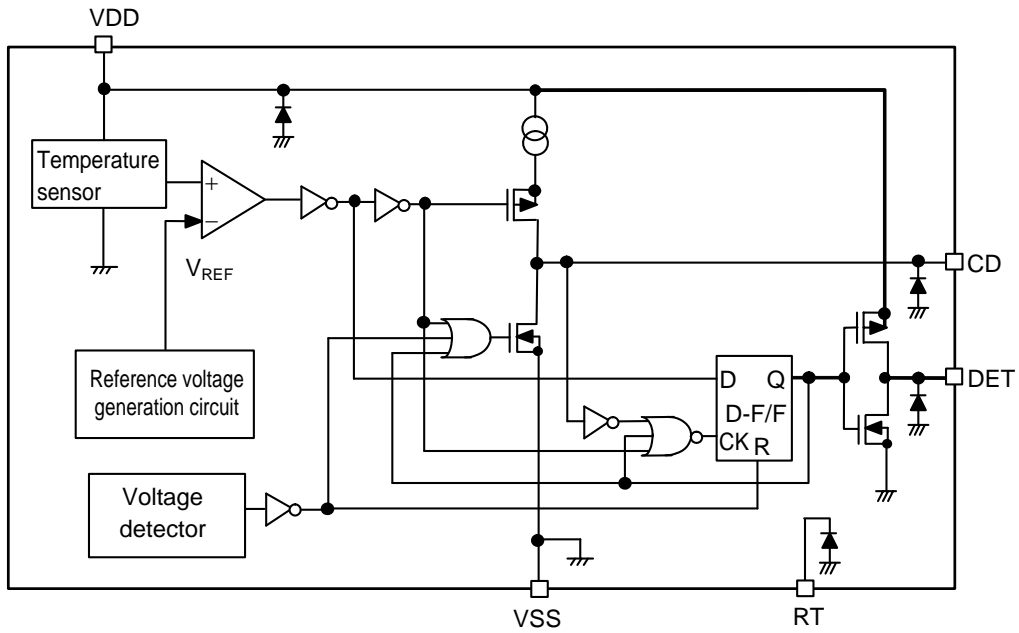 VDD
Temperature
sensor
+
−
VREF
CD
Reference voltage
generation circuit
D Q
D-F/F
CK R
DET
Voltage
detector
VSS
RT